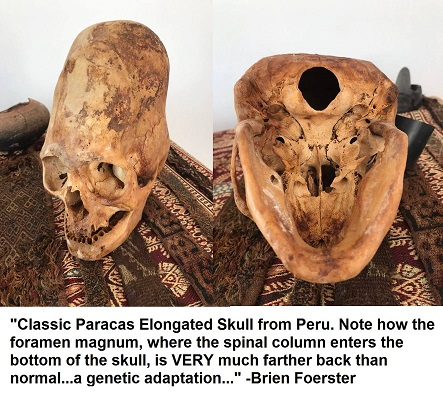 "Classic Paracas Elongated Skull from Peru. Note how the
foramen magnum, where the spinal column enters the
bottom of the skull, is VERY much farther back than
normal...a genetic adaptation..." -Brien Foerster